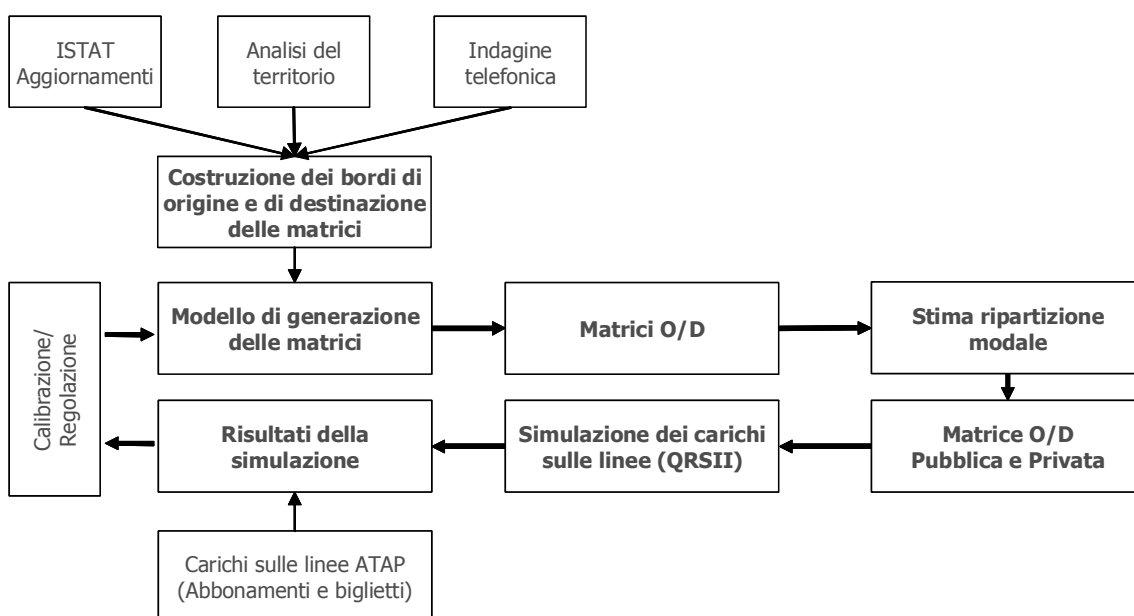 ISTAT
Aggiornamenti
Analisi del
territorio
Indagine
telefonica
Costruzione dei bordi di
origine e di destinazione
delle matrici
Calibrazione/
Regolazione
Modello di generazione
delle matrici
Matrici O/D
Stima ripartizione
modale
Risultati della
simulazione
Simulazione dei carichi
sulle linee (QRSII)
Matrice O/D
Pubblica e Privata
Carichi sulle linee ATAP
(Abbonamenti e biglietti)